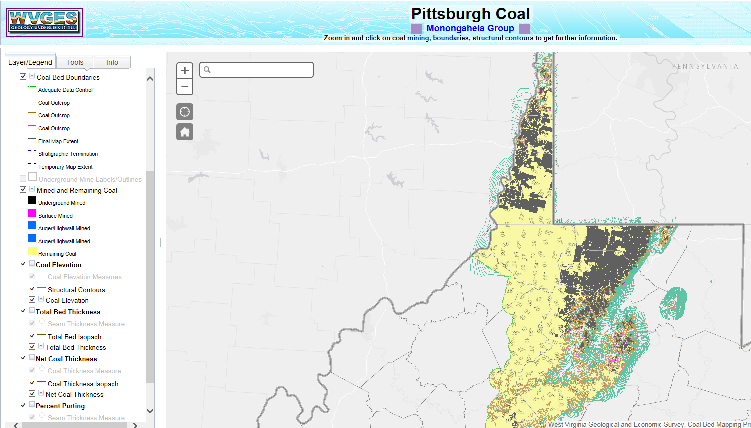 WVGES
Pittsburgh Coal
Monongahela Group
Zoom in and click on coal mining, boundaries, structural contours to get further information.
Layer/Legend
Tools
Info
Coal Bed Boundaries
Adequate Data Control
Coal Outcrop
Coal Outcrop
Coal Outcrop
Final Map Extent
Stratigraphic Termination
Temporary Map Extent
Underground Mine Labels/Outlines
Mined and Remaining Coal
Underground Mined
Surface Mined
Auger/Highwall Mined
Auger/Highwall Mined
Remaining Coal
Coal Elevation
Coal Elevation Measures
Structural Contours
Coal Elevation
Total Bed Thickness
Seam Thickness Measure
Total Bed Isopach
Total Bed Thickness
Net Coal Thickness
Coal Thickness Measure
Coal Thickness Isopach
Net Coal Thickness
Percent Parting
Seam Thickness Measure
PENNSYLVANIA
West Virginia Geological and Economic Survey, Coal Bed Mapping Pr